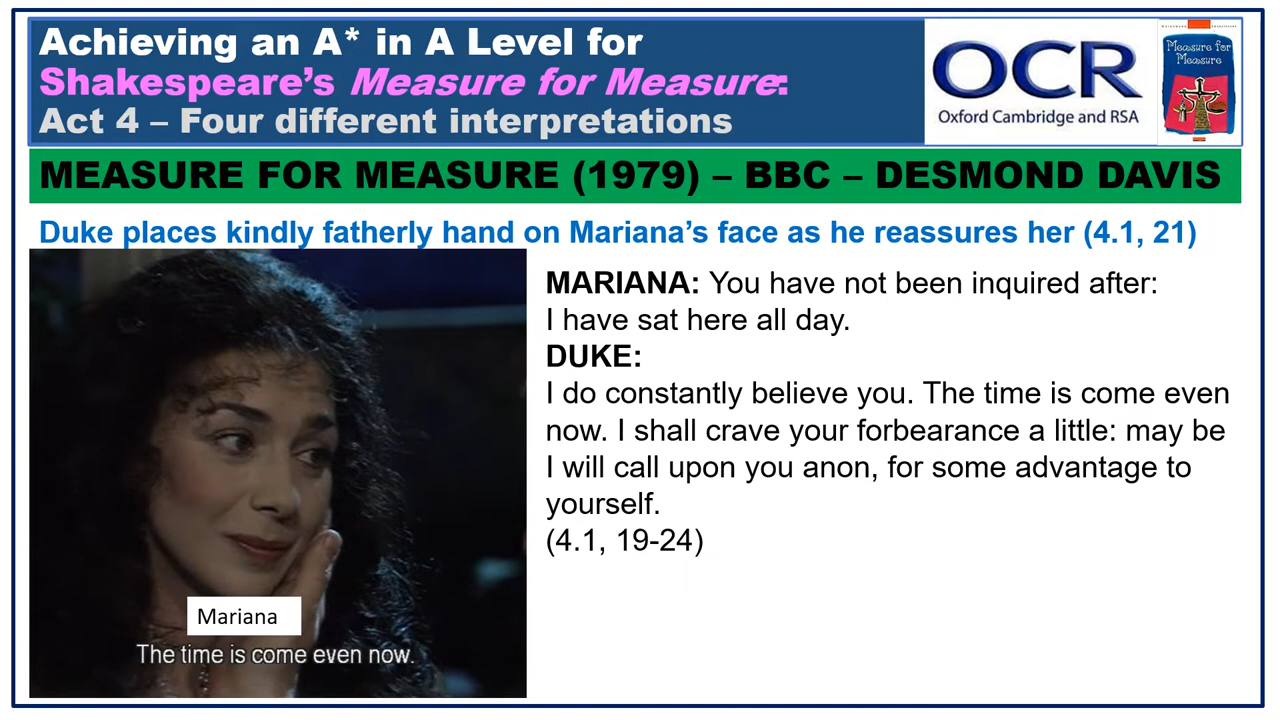 Achieving an A* in A Level for
Shakespeare's Measure for Measure:
Act 4 – Four different interpretations
OCR
Oxford Cambridge and RSA
Measure for
Measure
MEASURE FOR MEASURE (1979) – BBC – DESMOND DAVIS
Duke places kindly fatherly hand on Mariana's face as he reassures her (4.1, 21)
MARIANA: You have not been inquired after:
I have sat here all day.
DUKE:
I do constantly believe you. The time is come even
now. I shall crave your forbearance a little: may be
I will call upon you anon, for some advantage to
yourself.
(4.1, 19-24)
Mariana
The time is come even now.